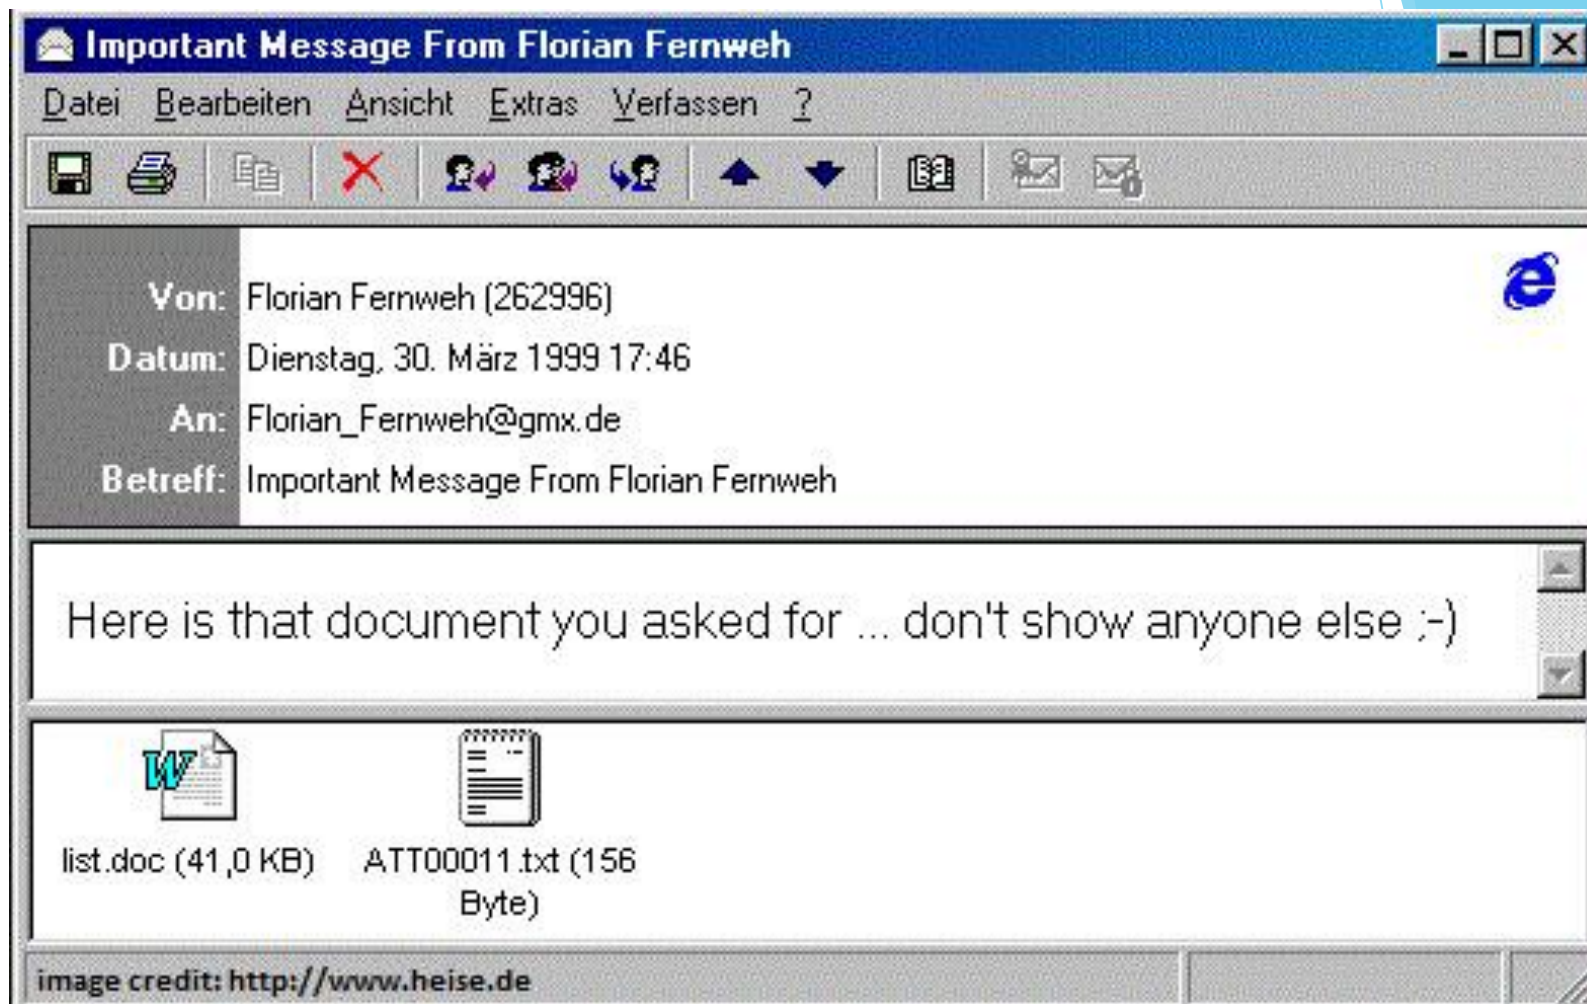 Important Message From Florian Fernweh
Datei Bearbeiten Ansicht Extras Verfassen ?
Von: Florian Fernweh (262996)
Datum: Dienstag, 30. März 1999 17:46
An: Florian_Fernweh@gmx.de
Betreff: Important Message From Florian Fernweh
Here is that document you asked for ... don't show anyone else ;-)
list.doc (41,0 KB) ATT00011.txt (156
Byte)
image credit: http://www.heise.de